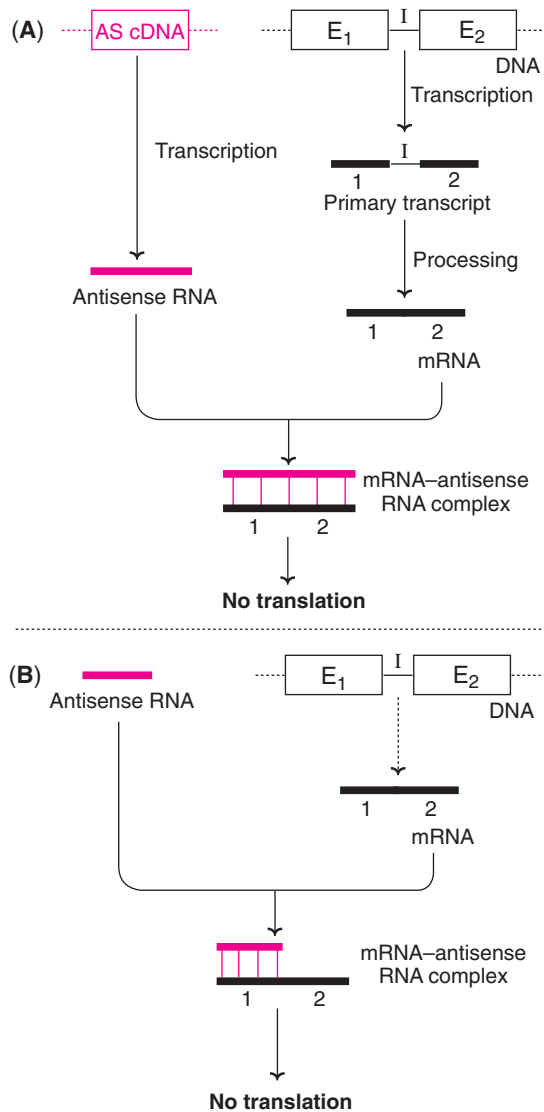 (A)
AS cDNA
E₁ I E₂
DNA
Transcription
Transcription
I
1 2
Primary transcript
Processing
Antisense RNA
1 2
mRNA
mRNA–antisense
RNA complex
1 2
No translation
(B)
E₁ I E₂
Antisense RNA
DNA
1 2
mRNA
mRNA–antisense
RNA complex
1 2
No translation